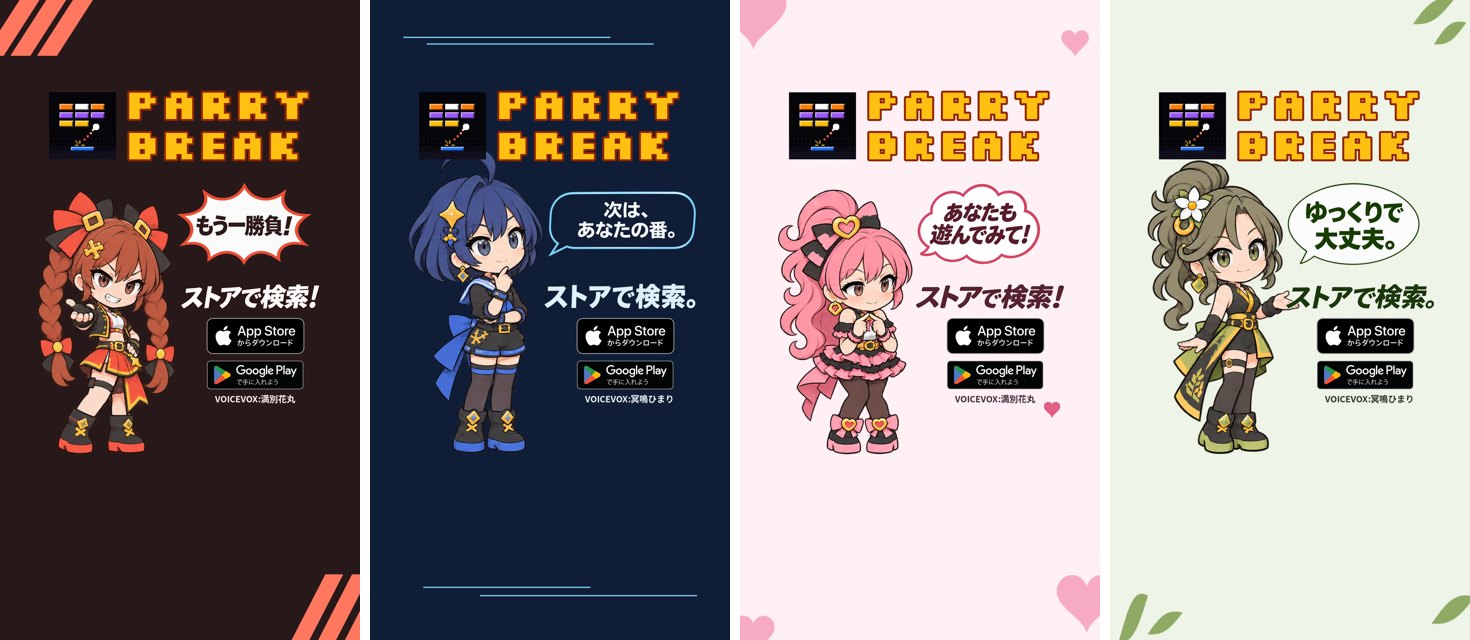 PARRY
BREAK
もう一勝負!
ストアで検索!
App Store
からダウンロード
Google Play
で手に入れよう
VOICEVOX:満別花丸
PARRY
BREAK
次は、
あなたの番。
ストアで検索。
App Store
からダウンロード
Google Play
で手に入れよう
VOICEVOX:冥鳴ひまり
PARRY
BREAK
あなたも
遊んでみて!
ストアで検索!
App Store
からダウンロード
Google Play
で手に入れよう
VOICEVOX:満別花丸
PARRY
BREAK
ゆっくりで
大丈夫。
ストアで検索。
App Store
からダウンロード
Google Play
で手に入れよう
VOICEVOX:冥鳴ひまり